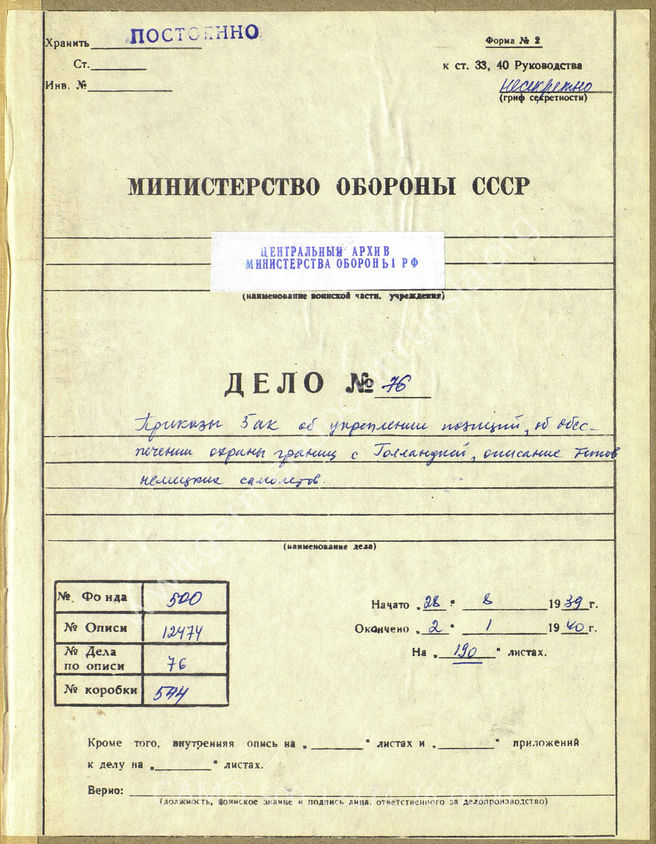 Хранить ПОСТОЯННО
Форма № 2
Ст.
к ст. 33, 40 Руководства
Инв. №
несекретно
(гриф секретности)
МИНИСТЕРСТВО ОБОРОНЫ СССР
ЦЕНТРАЛЬНЫЙ АРХИВ
МИНИСТЕРСТВА ОБОРОНЫ РФ
(наименование воинской части, учреждения)
ДЕЛО № 76
Приказы 5 ак об укреплении позиций, об обес-
печении охраны границ с Голландией, описание типов
немецких самолетов.
(наименование дела)
№ Фонда 500
№ Описи 12474
№ Дела
по описи 76
№ коробки 544
Начато „28" 8 1939 г.
Окончено „2" 1 1940 г.
На „190" листах.
Кроме того, внутренняя опись на „ " листах и „ " приложений
к делу на „ " листах.
Верно:
(должность, воинское звание и подпись лица, ответственного за делопроизводство)